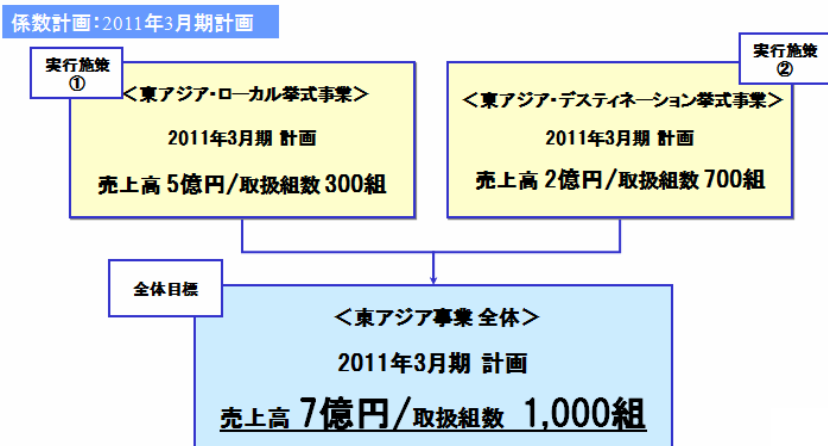 係数計画：2011年3月期計画
実行施策
①
＜東アジア・ローカル挙式事業＞
2011年3月期 計画
売上高 5億円/取扱組数 300組
実行施策
②
＜東アジア・デスティネーション挙式事業＞
2011年3月期 計画
売上高 2億円/取扱組数 700組
全体目標
＜東アジア事業 全体＞
2011年3月期 計画
売上高 7億円/取扱組数 1,000組